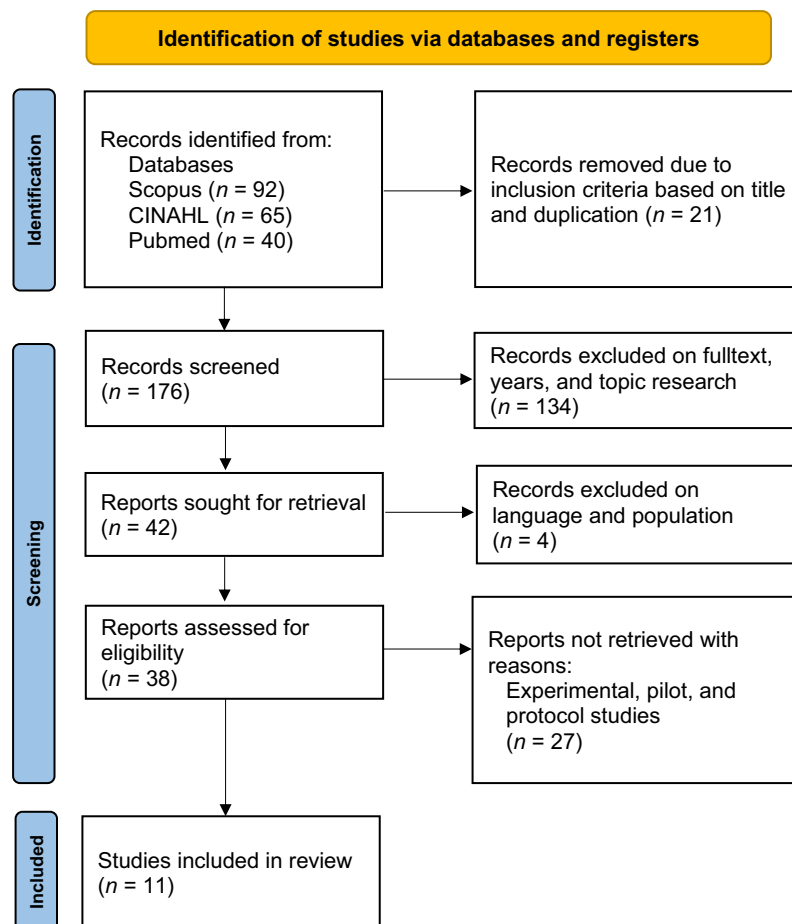 Identification of studies via databases and registers
Identification
Records identified from:
Databases
Scopus (n = 92)
CINAHL (n = 65)
Pubmed (n = 40)
Records removed due to
inclusion criteria based on title
and duplication (n = 21)
Screening
Records screened
(n = 176)
Records excluded on fulltext,
years, and topic research
(n = 134)
Reports sought for retrieval
(n = 42)
Records excluded on
language and population
(n = 4)
Reports assessed for
eligibility
(n = 38)
Reports not retrieved with
reasons:
Experimental, pilot, and
protocol studies
(n = 27)
Included
Studies included in review
(n = 11)